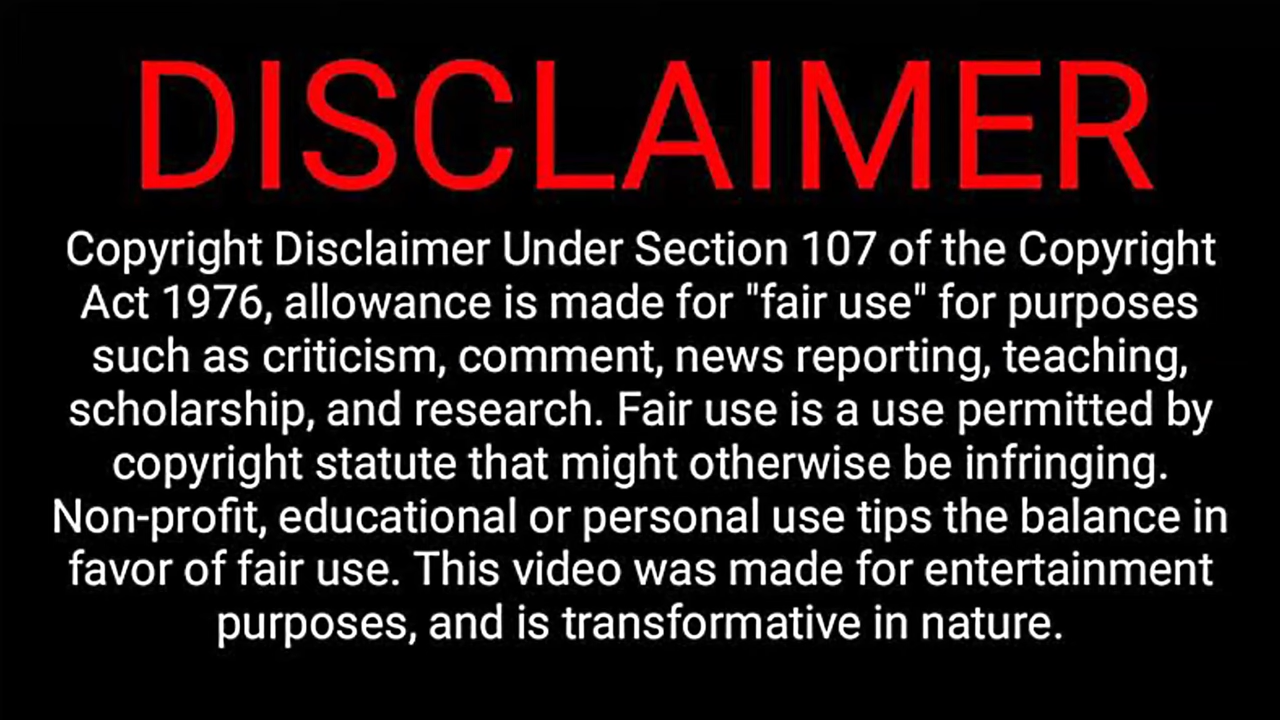 DISCLAIMER
Copyright Disclaimer Under Section 107 of the Copyright
Act 1976, allowance is made for "fair use" for purposes
such as criticism, comment, news reporting, teaching,
scholarship, and research. Fair use is a use permitted by
copyright statute that might otherwise be infringing.
Non-profit, educational or personal use tips the balance in
favor of fair use. This video was made for entertainment
purposes, and is transformative in nature.